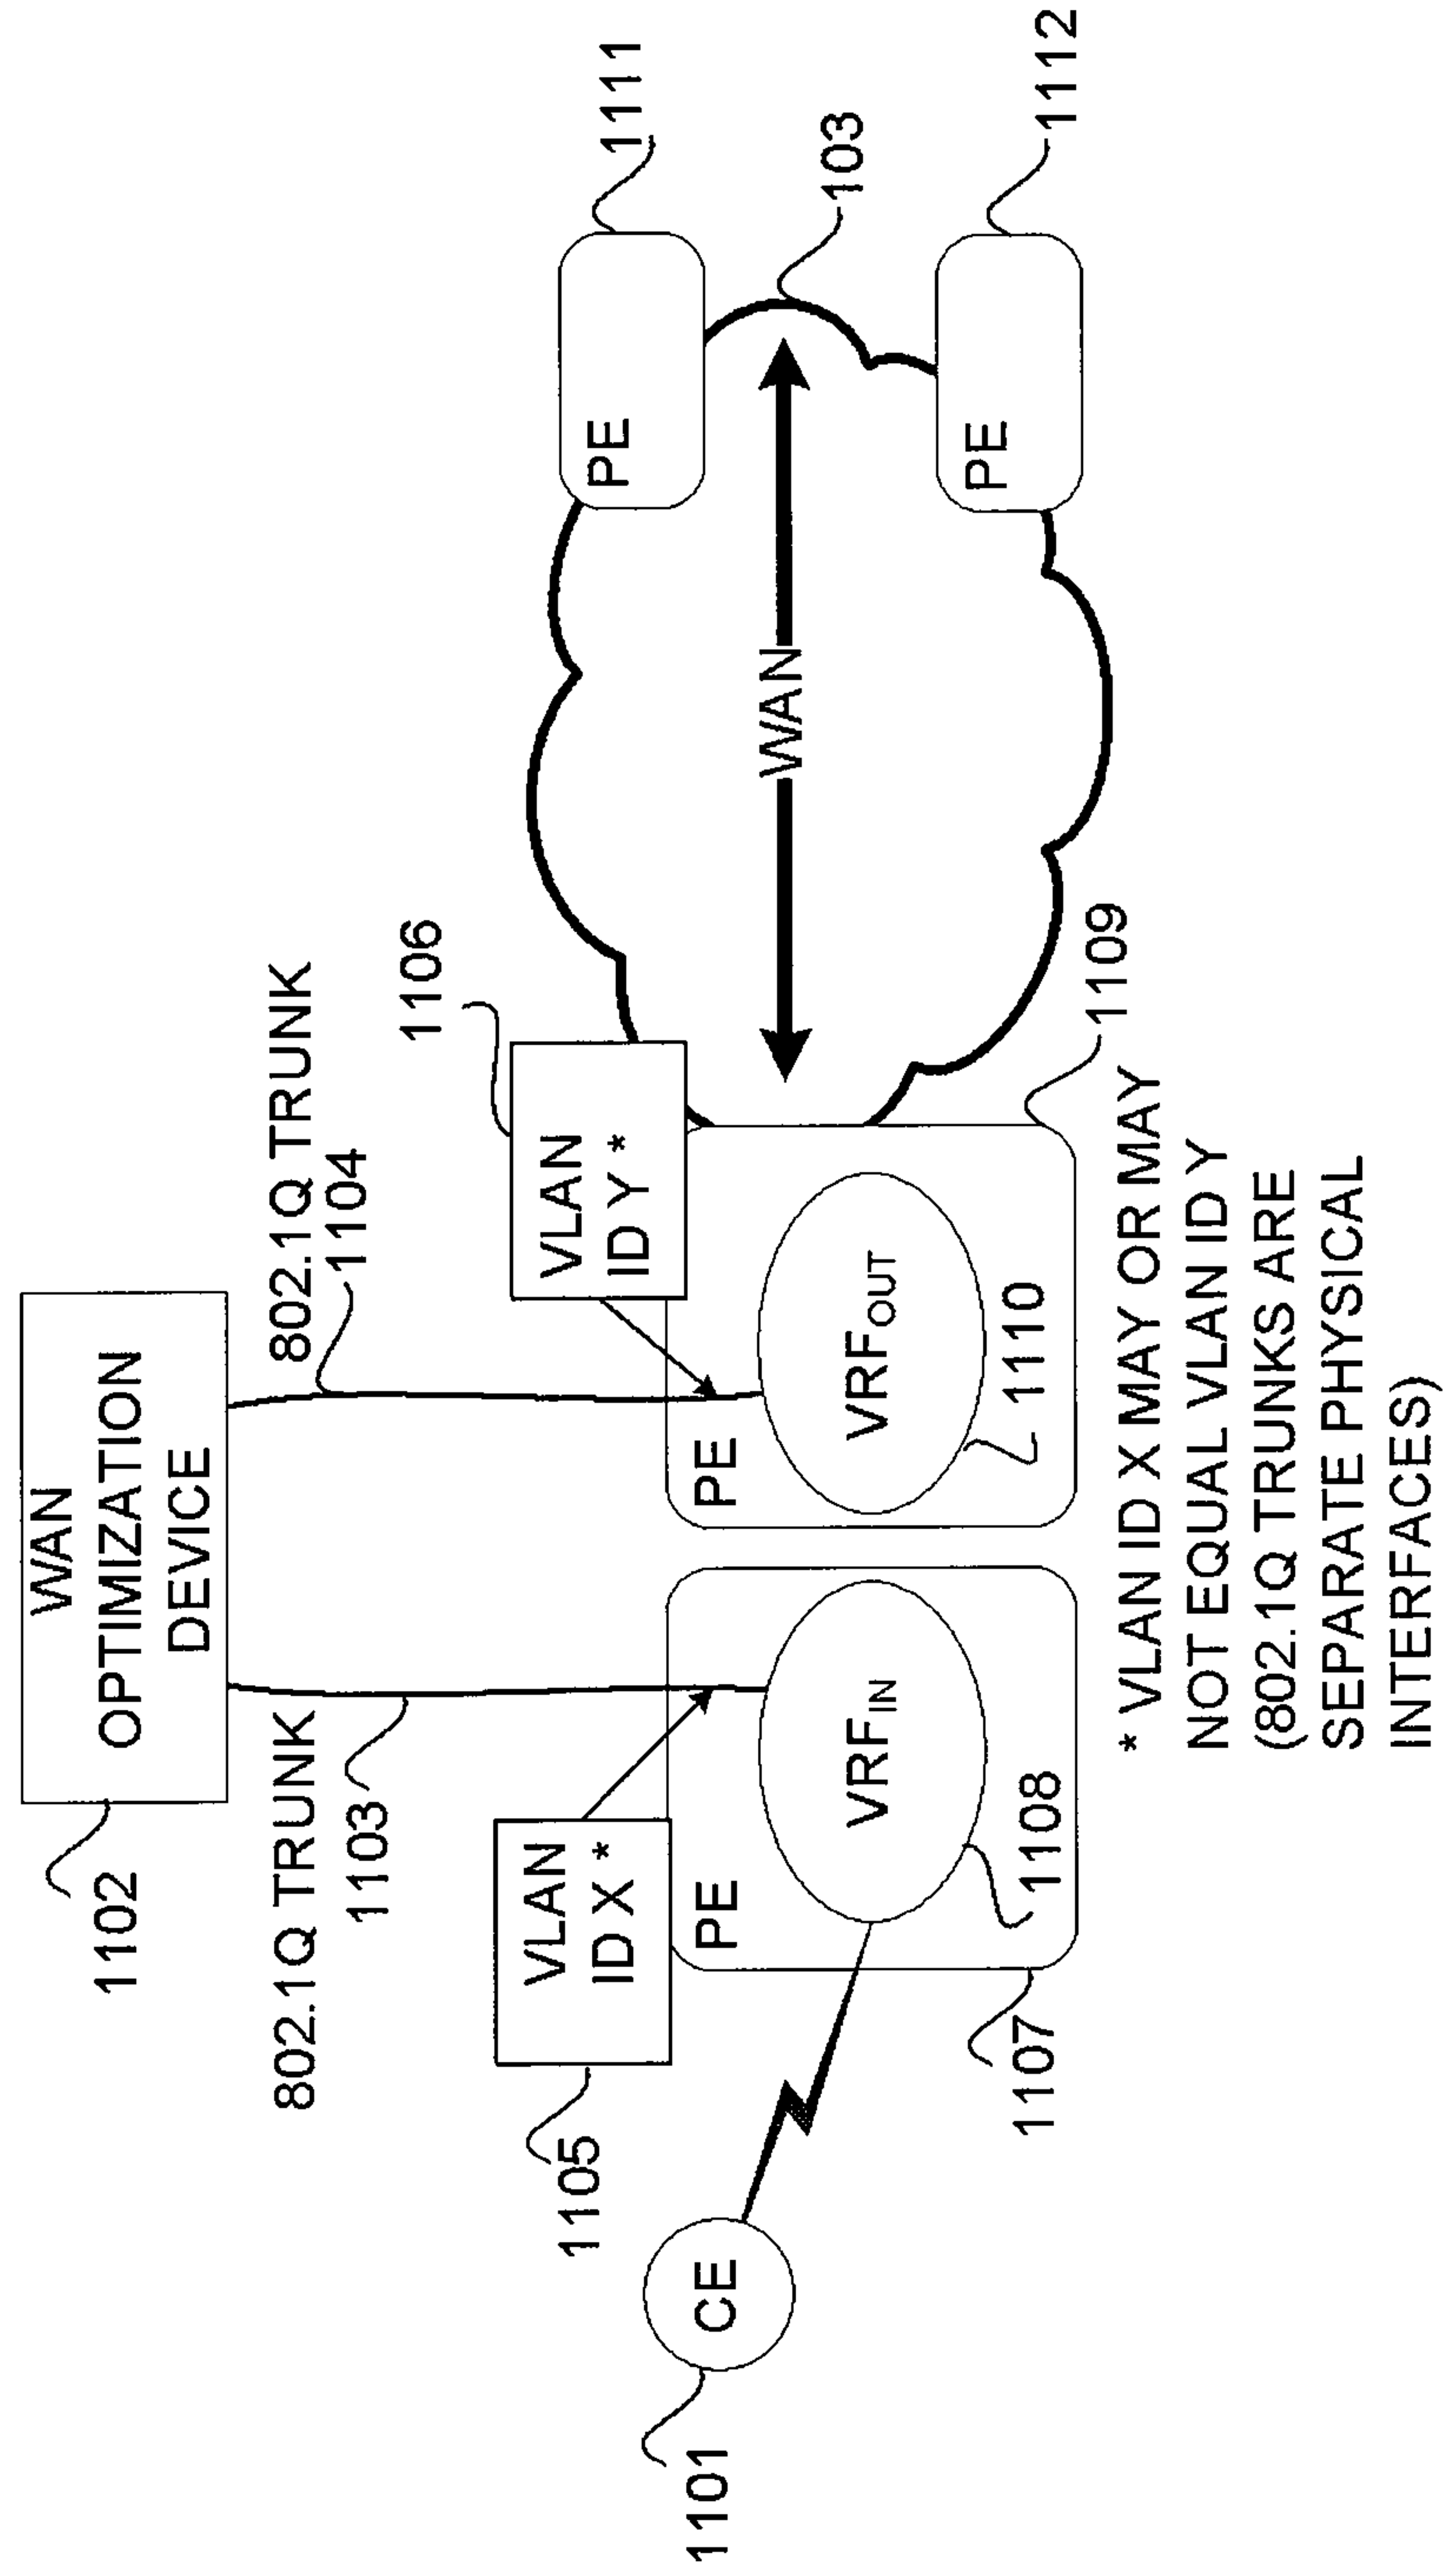 WAN
OPTIMIZATION
DEVICE
1102
802.1Q TRUNK
1103
802.1Q TRUNK
1104
1105
VLAN
ID X *
1106
VLAN
ID Y *
1101
CE
PE
VRFIN
1108
1107
PE
VRFOUT
1110
1109
WAN
PE
1111
103
PE
1112
* VLAN ID X MAY OR MAY
NOT EQUAL VLAN ID Y
(802.1Q TRUNKS ARE
SEPARATE PHYSICAL
INTERFACES)